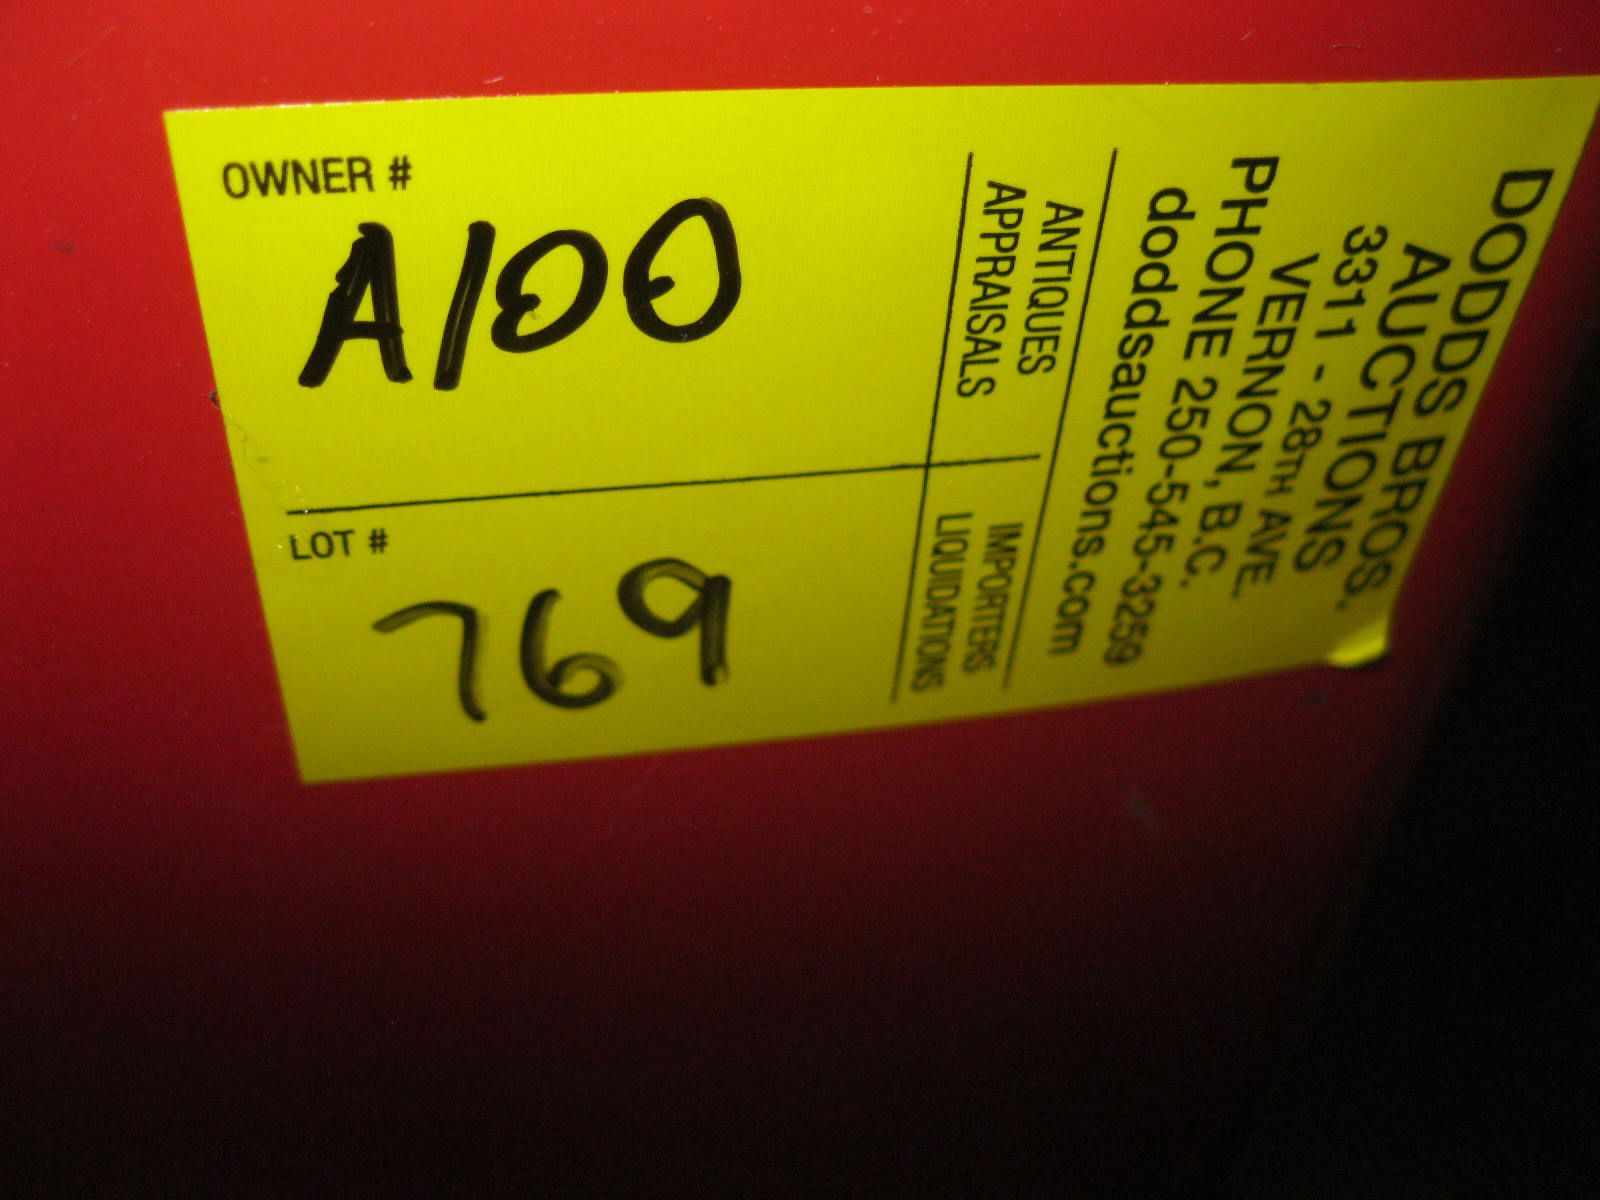 DODDS BROS.
AUCTIONS
3311 - 28TH AVE.
VERNON, B.C.
PHONE 250-545-3259
doddsauctions.com
ANTIQUES
APPRAISALS
IMPORTERS
LIQUIDATIONS
OWNER #
A100
LOT #
769